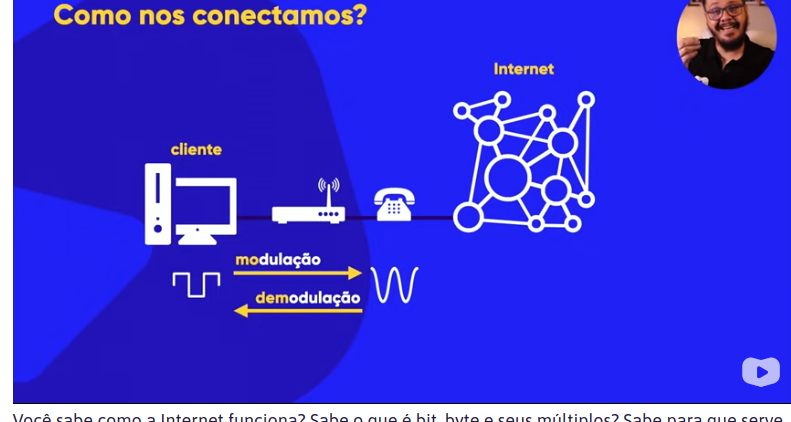 Como nos conectamos?
Internet
cliente
modulação
demodulação
Você sabe como a Internet funciona? Sabe o que é bit, byte e seus múltiplos? Sabe para que serve